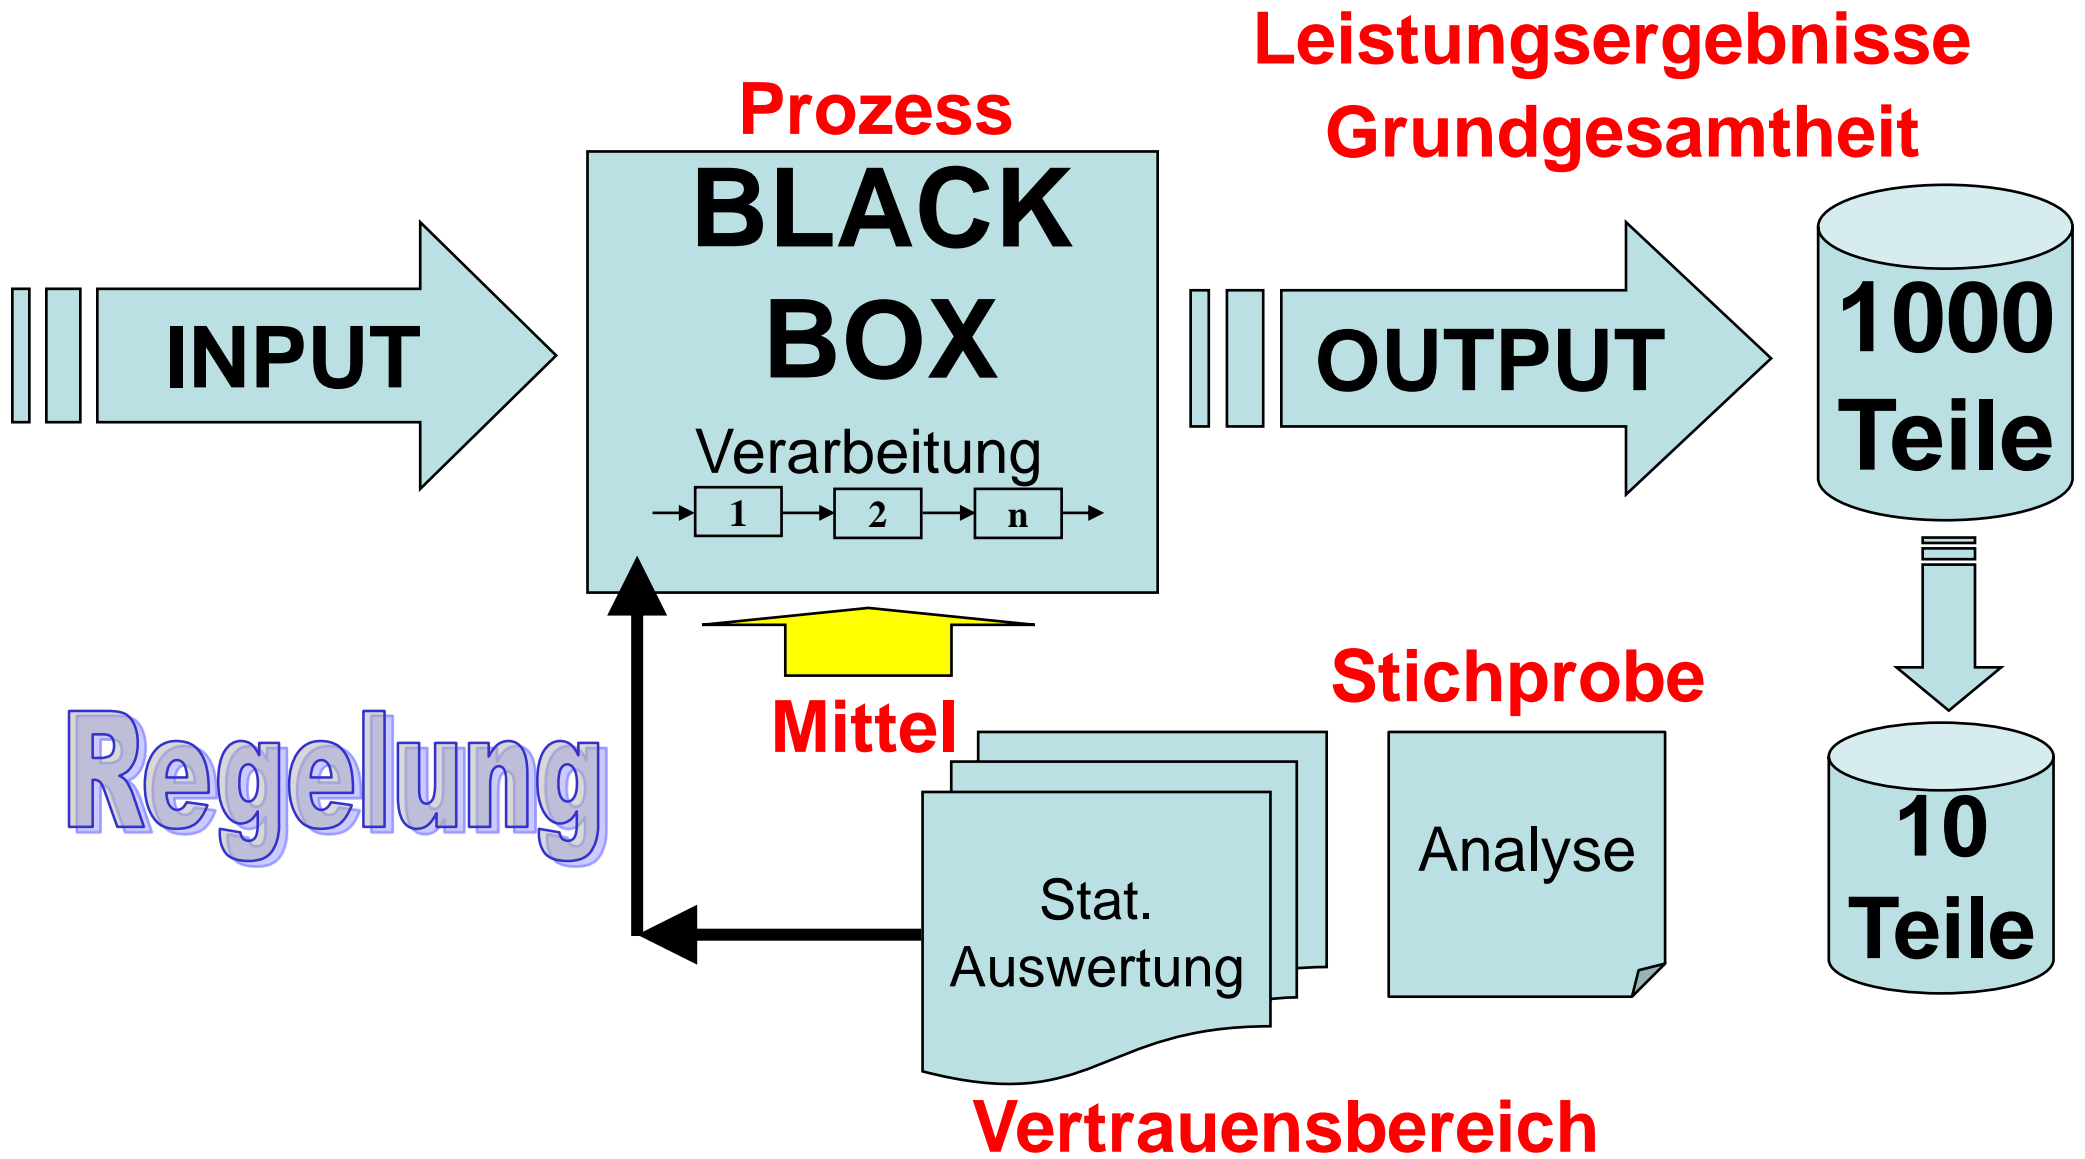 Leistungsergebnisse
Grundgesamtheit
Prozess
BLACK
BOX
Verarbeitung
1 2 n
INPUT
OUTPUT
1000
Teile
Regelung
Mittel
Stichprobe
Stat.
Auswertung
Analyse
10
Teile
Vertrauensbereich